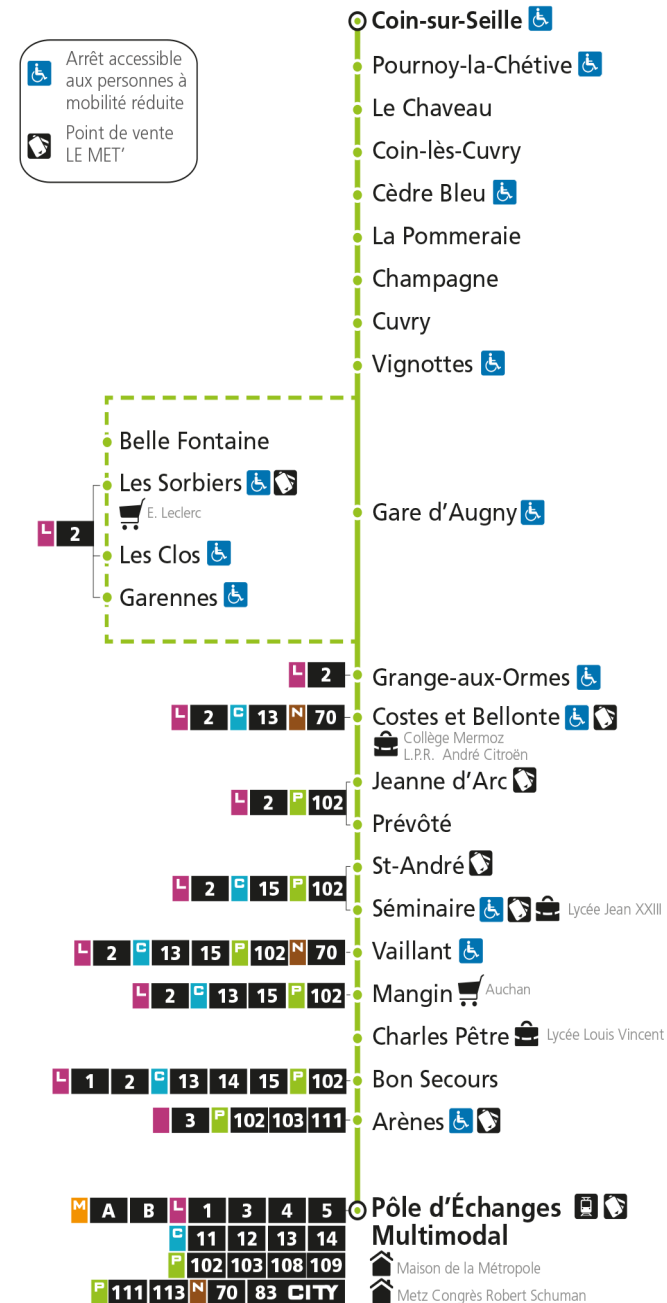 Coin-sur-Seille
Arrêt accessible
aux personnes à
mobilité réduite
Point de vente
LE MET’
Pournoy-la-Chétive
Le Chaveau
Coin-lès-Cuvry
Cèdre Bleu
La Pommeraie
Champagne
Cuvry
Vignottes
Belle Fontaine
Les Sorbiers
E. Leclerc
L 2
Les Clos
Garennes
Gare d’Augny
L 2 Grange-aux-Ormes
L 2 C 13 N 70 Costes et Bellonte
Collège Mermoz
L.P.R. André Citroën
Jeanne d’Arc
L 2 P 102
Prévôté
St-André
L 2 C 15 P 102
Séminaire Lycée Jean XXIII
L 2 C 13 15 P 102 N 70 Vaillant
L 2 C 13 15 P 102 Mangin Auchan
Charles Pêtre Lycée Louis Vincent
L 1 2 C 13 14 15 P 102 Bon Secours
3 P 102 103 111 Arènes
M A B L 1 3 4 5 Pôle d’Échanges
C 11 12 13 14 Multimodal
P 102 103 108 109 Maison de la Métropole
P 111 113 N 70 83 CITY Metz Congrès Robert Schuman